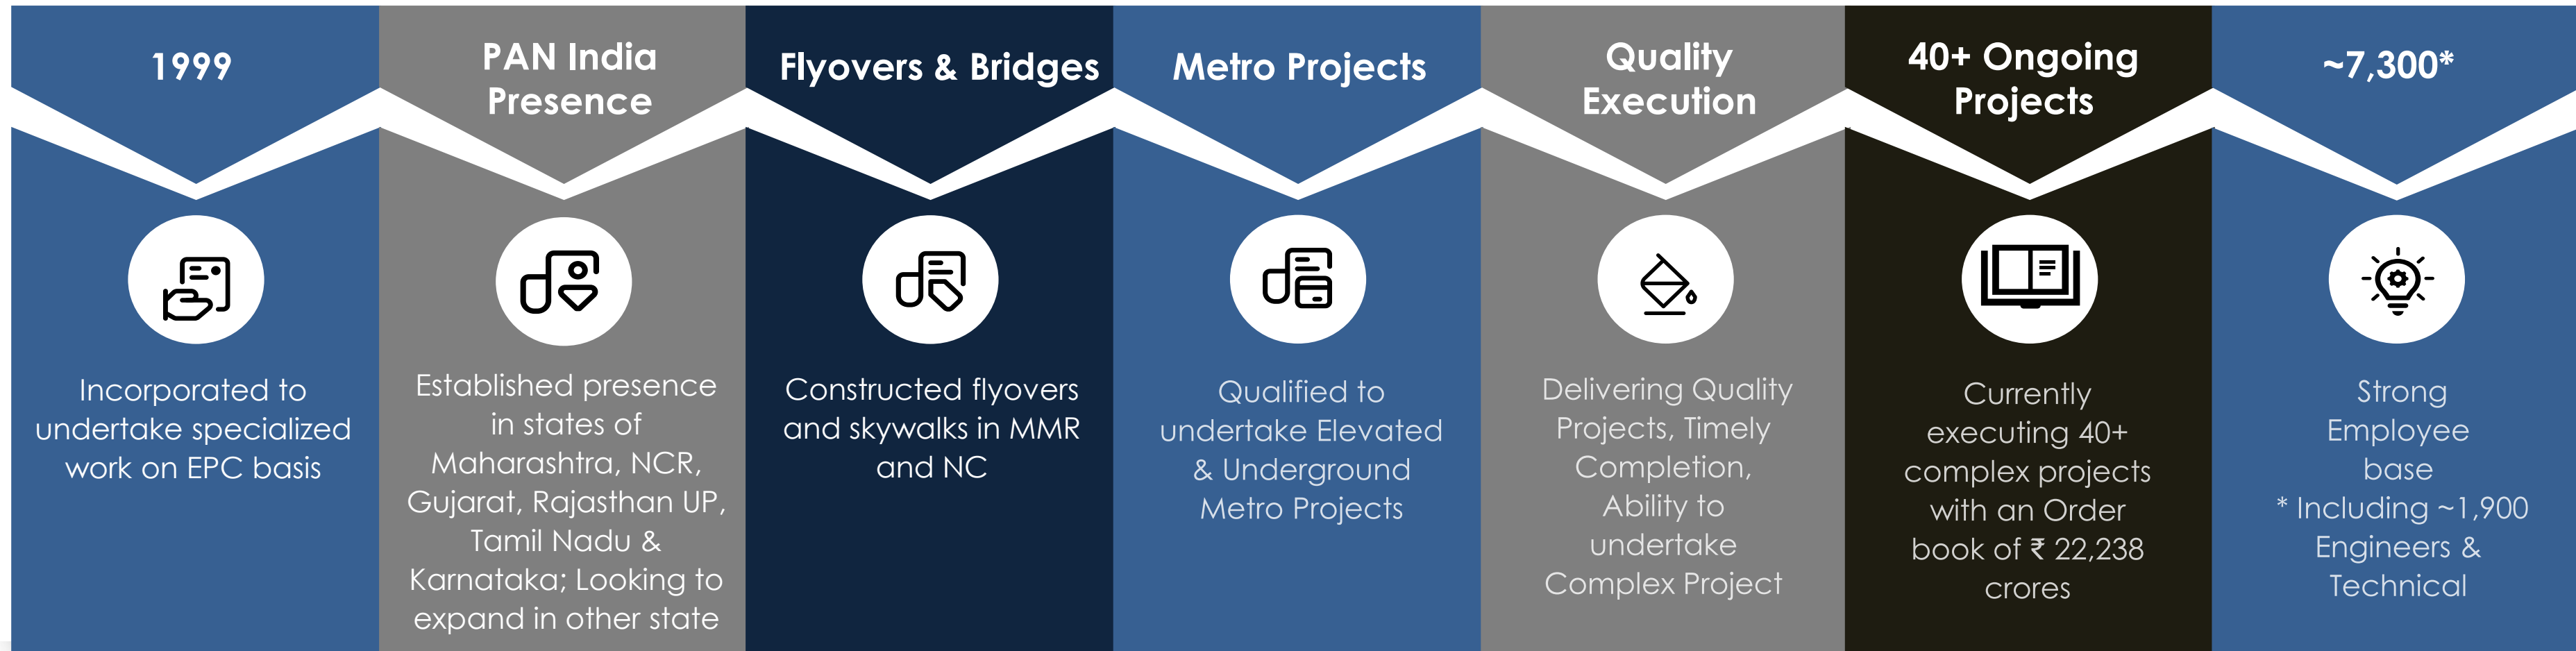 1999
Incorporated to
undertake specialized
work on EPC basis
PAN India
Presence
Established presence
in states of
Maharashtra, NCR,
Gujarat, Rajasthan UP,
Tamil Nadu &
Karnataka; Looking to
expand in other state
Flyovers & Bridges
Constructed flyovers
and skywalks in MMR
and NC
Metro Projects
Qualified to
undertake Elevated
& Underground
Metro Projects
Quality
Execution
Delivering Quality
Projects, Timely
Completion,
Ability to
undertake
Complex Project
40+ Ongoing
Projects
Currently
executing 40+
complex projects
with an Order
book of ₹ 22,238
crores
~7,300*
Strong
Employee
base
* Including ~1,900
Engineers &
Technical